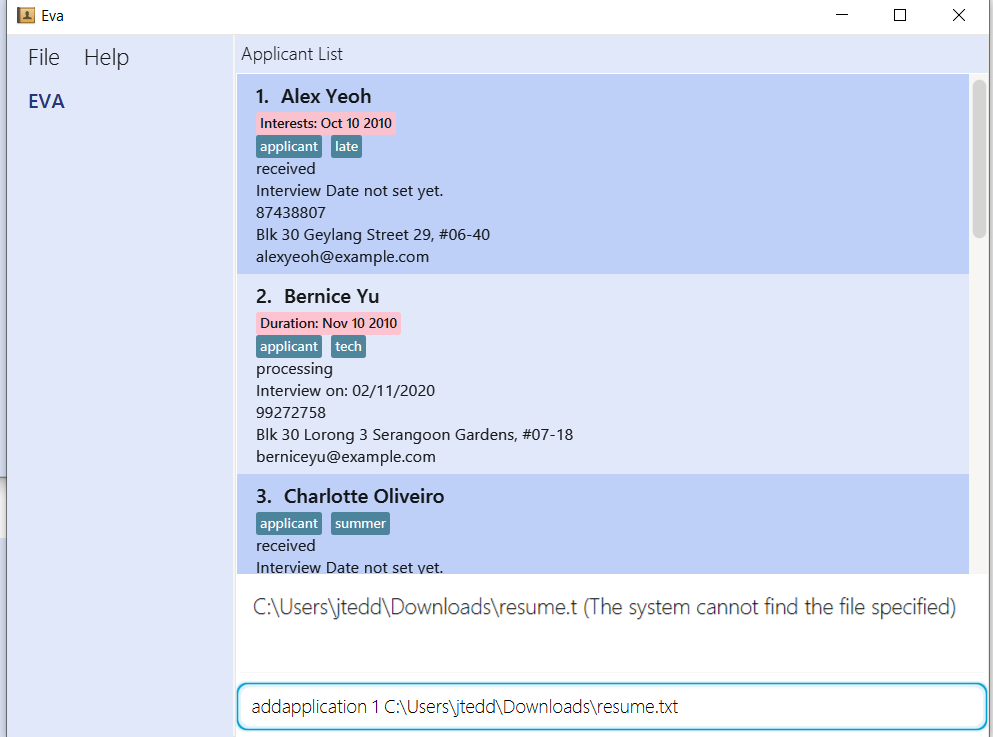 Eva
File Help
EVA
Applicant List
1. Alex Yeoh
Interests: Oct 10 2010
applicant late
received
Interview Date not set yet.
87438807
Blk 30 Geylang Street 29, #06-40
alexyeoh@example.com
2. Bernice Yu
Duration: Nov 10 2010
applicant tech
processing
Interview on: 02/11/2020
99272758
Blk 30 Lorong 3 Serangoon Gardens, #07-18
berniceyu@example.com
3. Charlotte Oliveiro
applicant summer
received
Interview Date not set yet.
C:\Users\jtedd\Downloads\resume.t (The system cannot find the file specified)
addapplication 1 C:\Users\jtedd\Downloads\resume.txt